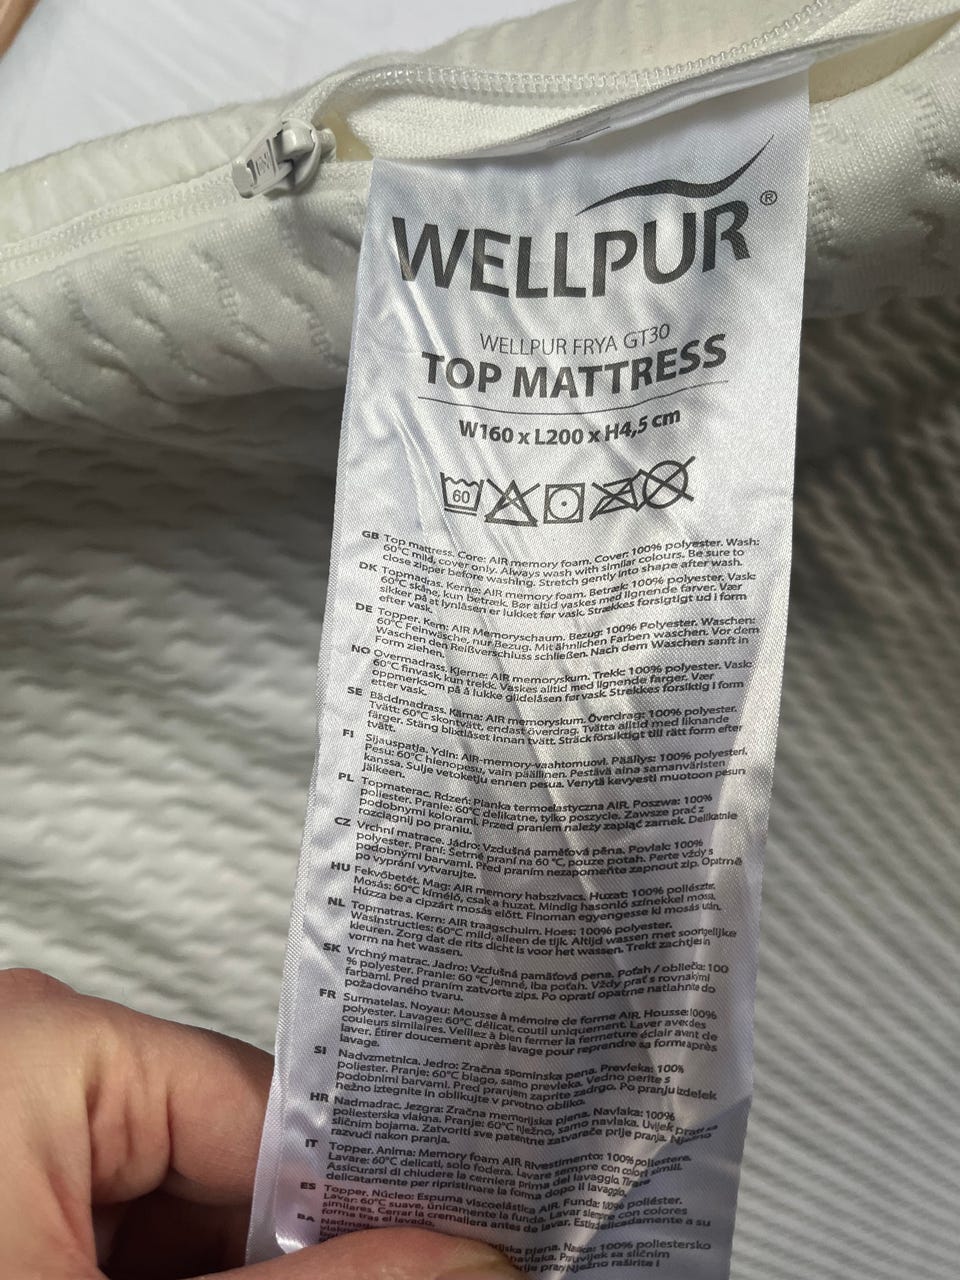 WELLPUR®
WELLPUR FRYA GT30
TOP MATTRESS
W160 x L200 x H4,5 cm
60
GB Top mattress. Core: AIR memory foam. Cover: 100% polyester. Wash:
60°C mild, cover only. Always wash with similar colours. Be sure to
close zipper before washing. Stretch gently into shape after wash.
DK Topmadras. Kerne: AIR memory foam. Betræk: 100% polyester. Vask:
60°C skåne, kun betræk. Bør altid vaskes med lignende farver. Vær
sikker på at lynlåsen er lukket før vask. Strækkes forsigtigt ud i form
efter vask.
DE Topper. Kern: AIR Memoryschaum. Bezug: 100% Polyester. Waschen:
60°C Feinwäsche, nur Bezug. Mit ähnlichen Farben waschen. Vor dem
Waschen den Reißverschluss schließen. Nach dem Waschen sanft in
Form ziehen.
NO Overmadrass. Kjerne: AIR memoryskum. Trekk: 100% polyester. Vask:
60°C finvask, kun trekk. Vaskes alltid med lignende farger. Vær
oppmerksom på å lukke glidelåsen før vask. Strekkes forsiktig i form
etter vask.
SE Bäddmadrass. Kärna: AIR memoryskum. Överdrag: 100% polyester.
Tvätt: 60°C skontvätt, endast överdrag. Tvätta alltid med liknande
färger. Stäng blixtlåset innan tvätt. Sträck försiktigt till rätt form efter
tvätt.
FI Sijauspatja. Ydin: AIR-memory-vaahtomuovi. Päällys: 100% polyesteri.
Pesu: 60°C hienopesu, vain päällinen. Pestävä aina samanväristen
kanssa. Sulje vetoketju ennen pesua. Venytä kevyesti muotoon pesun
jälkeen.
PL Topmaterac. Rdzeń: Pianka termoelastyczna AIR. Poszwa: 100%
poliester. Pranie: 60°C delikatne, tylko poszycie. Zawsze prać z
podobnymi kolorami. Przed praniem należy zapiąć zamek. Delikatnie
rozciągnij po praniu.
CZ Vrchní matrace. Jádro: Vzdušná paměťová pěna. Povlak: 100%
polyester. Praní: Šetrné praní na 60 °C, pouze potah. Perte vždy s
podobnými barvami. Před praním nezapomeňte zapnout zip. Opatrně
po vyprání vytvarujte.
HU Fekvőbetét. Mag: AIR memory habszivacs. Huzat: 100% poliészter.
Mosás: 60°C kímélő, csak a huzat. Mindig hasonló színekkel mossa.
Húzza be a cipzárt mosás előtt. Finoman egyengesse ki mosás után.
NL Topmatras. Kern: AIR traagschuim. Hoes: 100% polyester.
Wasinstructies: 60°C mild, alleen de tijk. Altijd wassen met soortgelijke
kleuren. Zorg dat de rits dicht is voor het wassen. Trekt zachtjes in
vorm na het wassen.
SK Vrchný matrac. Jadro: Vzdušná pamäťová pena. Poťah / obliečka: 100
% polyester. Pranie: 60 °C jemné, iba poťah. Vždy prať s rovnakými
farbami. Pred praním zatvorte zips. Po opratí opatrne natiahnite do
požadovaného tvaru.
FR Surmatelas. Noyau: Mousse à mémoire de forme AIR. Housse: 100%
polyester. Lavage: 60°C délicat, coutil uniquement. Laver avec des
couleurs similaires. Veillez à bien fermer la fermeture éclair avant de
laver. Étirer doucement après lavage pour reprendre sa forme après
lavage.
SI Nadvzmetnica. Jedro: Zračna spominska pena. Prevleka: 100%
poliester. Pranje: 60°C blago, samo prevleka. Vedno perite s
podobnimi barvami. Pred pranjem zaprite zadrgo. Po pranju izdelek
nežno iztegnite in oblikujte v prvotno obliko.
HR Nadmadrac. Jezgra: Zračna memorijska pjena. Navlaka: 100%
poliesterska vlakna. Pranje: 60°C nježno, samo navlaka. Uvijek prati sa
sličnim bojama. Zatvoriti sve patentne zatvarače prije pranja. Nježno
razvući nakon pranja.
IT Topper. Anima: Memory foam AIR. Rivestimento: 100% poliestere.
Lavare: 60°C delicati, solo fodera. Lavare sempre con colori simili.
Assicurarsi di chiudere la cerniera prima del lavaggio. Tirare
delicatamente per ripristinare la forma dopo il lavaggio.
ES Topper. Núcleo: Espuma viscoelástica AIR. Funda: 100% poliéster.
Lavar: 60°C suave, únicamente la funda. Lavar siempre con colores
similares. Cerrar la cremallera antes de lavar. Estirar delicadamente a su
forma tras el lavado.
BA 100% poliestersko
sa sličnim
Nježno raširite i